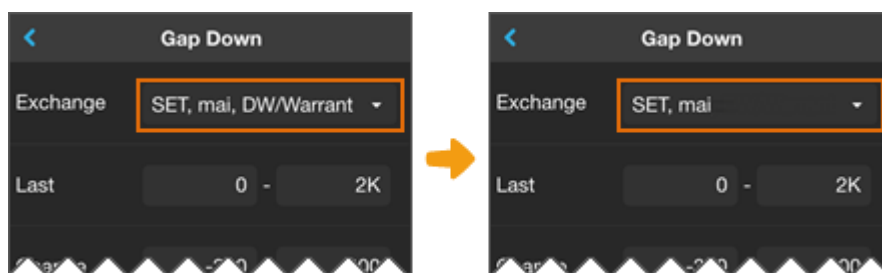 Gap Down
Exchange SET, mai, DW/Warrant
Last 0 - 2K
Gap Down
Exchange SET, mai
Last 0 - 2K